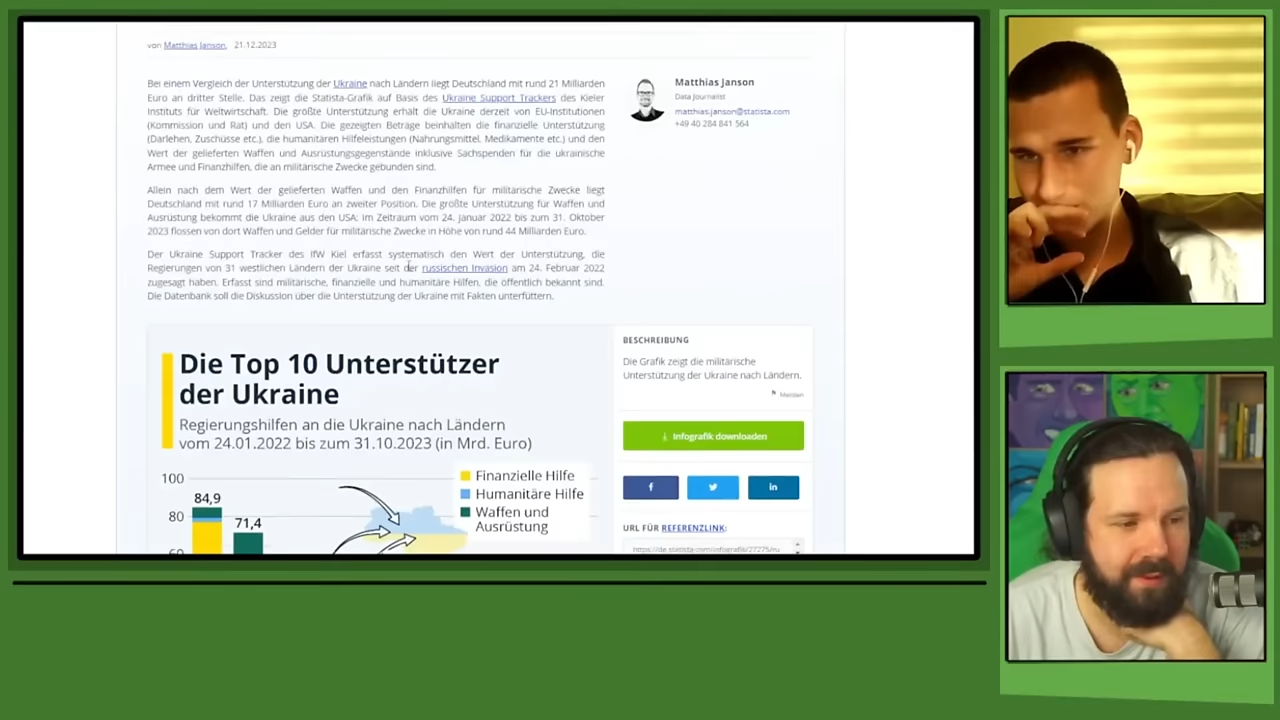 von Matthias Janson, 21.12.2023
Bei einem Vergleich der Unterstützung der Ukraine nach Ländern liegt Deutschland mit rund 21 Milliarden
Euro an dritter Stelle. Das zeigt die Statista-Grafik auf Basis des Ukraine Support Trackers des Kieler
Instituts für Weltwirtschaft. Die größte Unterstützung erhält die Ukraine derzeit von EU-Institutionen
(Kommission und Rat) und den USA. Die gezeigten Beträge beinhalten die finanzielle Unterstützung
(Darlehen, Zuschüsse etc.), die humanitären Hilfeleistungen (Nahrungsmittel, Medikamente etc.) und den
Wert der gelieferten Waffen und Ausrüstungsgegenstände inklusive Sachspenden für die ukrainische
Armee und Finanzhilfen, die an militärische Zwecke gebunden sind.
Allein nach dem Wert der gelieferten Waffen und den Finanzhilfen für militärische Zwecke liegt
Deutschland mit rund 17 Milliarden Euro an zweiter Position. Die größte Unterstützung für Waffen und
Ausrüstung bekommt die Ukraine aus den USA: Im Zeitraum vom 24. Januar 2022 bis zum 31. Oktober
2023 flossen von dort Waffen und Gelder für militärische Zwecke in Höhe von rund 44 Milliarden Euro.
Der Ukraine Support Tracker des IfW Kiel erfasst systematisch den Wert der Unterstützung, die
Regierungen von 31 westlichen Ländern der Ukraine seit der russischen Invasion am 24. Februar 2022
zugesagt haben. Erfasst sind militärische, finanzielle und humanitäre Hilfen, die öffentlich bekannt sind.
Die Datenbank soll die Diskussion über die Unterstützung der Ukraine mit Fakten unterfüttern.
Matthias Janson
Data Journalist
matthias.janson@statista.com
+49 40 284 841 564
Die Top 10 Unterstützer
der Ukraine
Regierungshilfen an die Ukraine nach Ländern
vom 24.01.2022 bis zum 31.10.2023 (in Mrd. Euro)
100
84,9
80
71,4
60
Finanzielle Hilfe
Humanitäre Hilfe
Waffen und
Ausrüstung
BESCHREIBUNG
Die Grafik zeigt die militärische
Unterstützung der Ukraine nach Ländern.
Melden
Infografik downloaden
f
in
URL FÜR REFERENZLINK:
https://de.statista.com/infografik/27275/ru